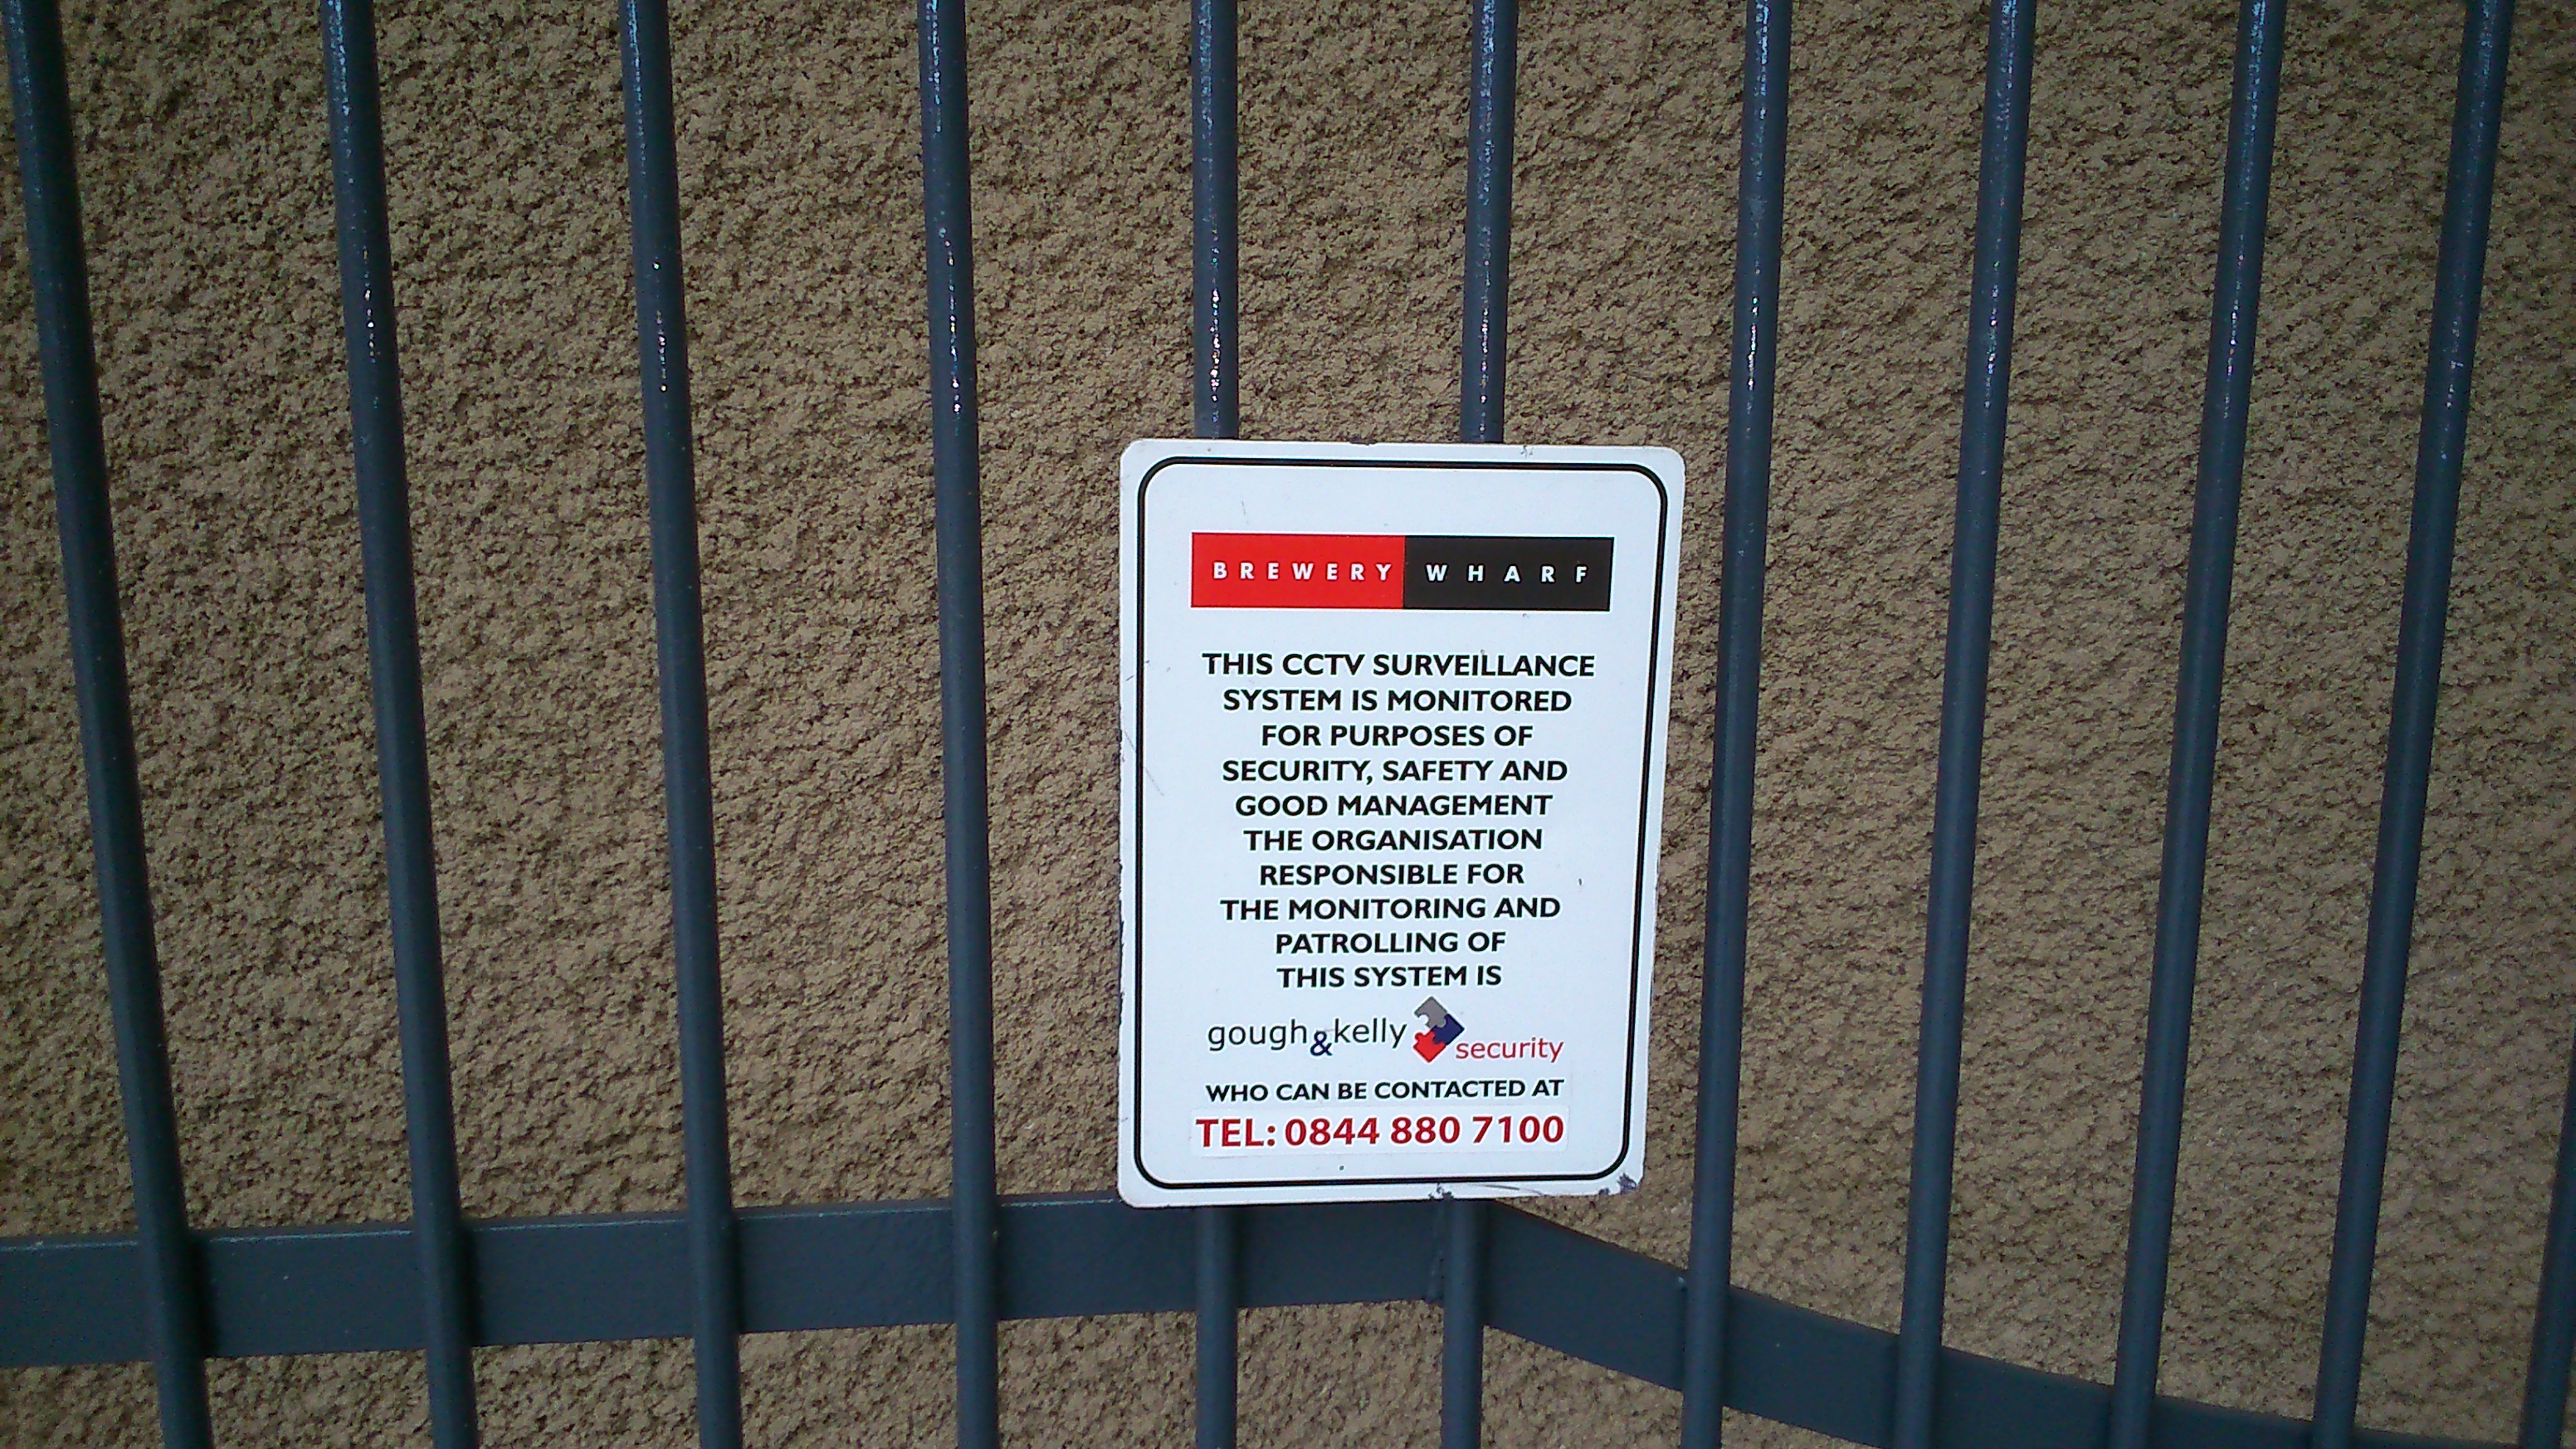 BREWERY WHARF
THIS CCTV SURVEILLANCE
SYSTEM IS MONITORED
FOR PURPOSES OF
SECURITY, SAFETY AND
GOOD MANAGEMENT
THE ORGANISATION
RESPONSIBLE FOR
THE MONITORING AND
PATROLLING OF
THIS SYSTEM IS
gough&kelly security
WHO CAN BE CONTACTED AT
TEL: 0844 880 7100